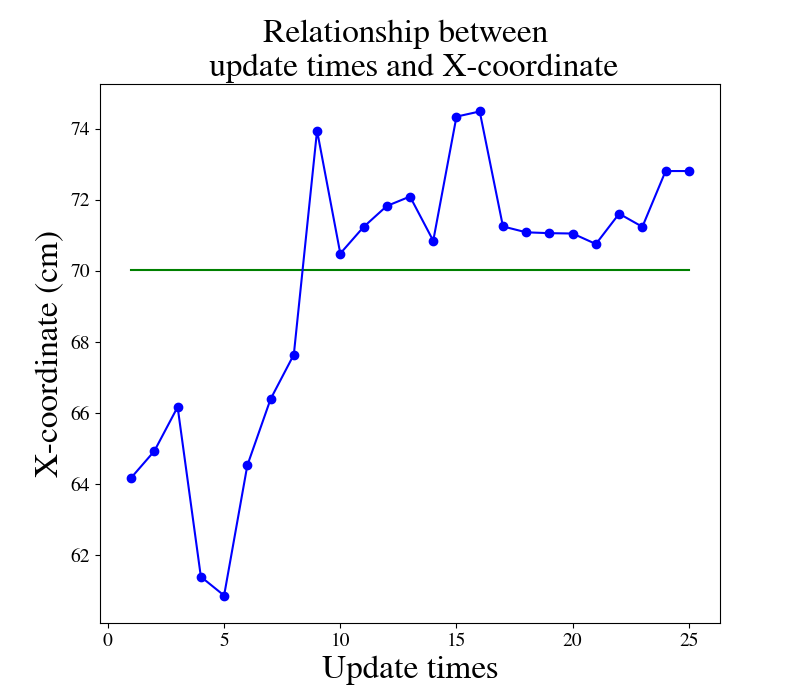 Relationship between
update times and X-coordinate
X-coordinate (cm)
74
72
70
68
66
64
62
0 5 10 15 20 25
Update times